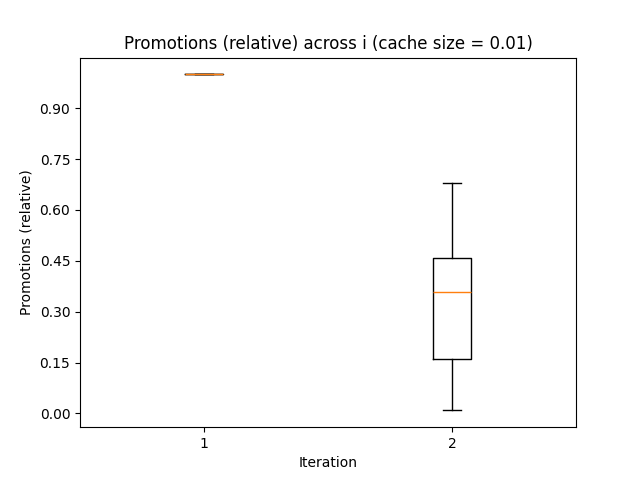 Promotions (relative) across i (cache size = 0.01)
Promotions (relative)
0.90
0.75
0.60
0.45
0.30
0.15
0.00
1 2
Iteration